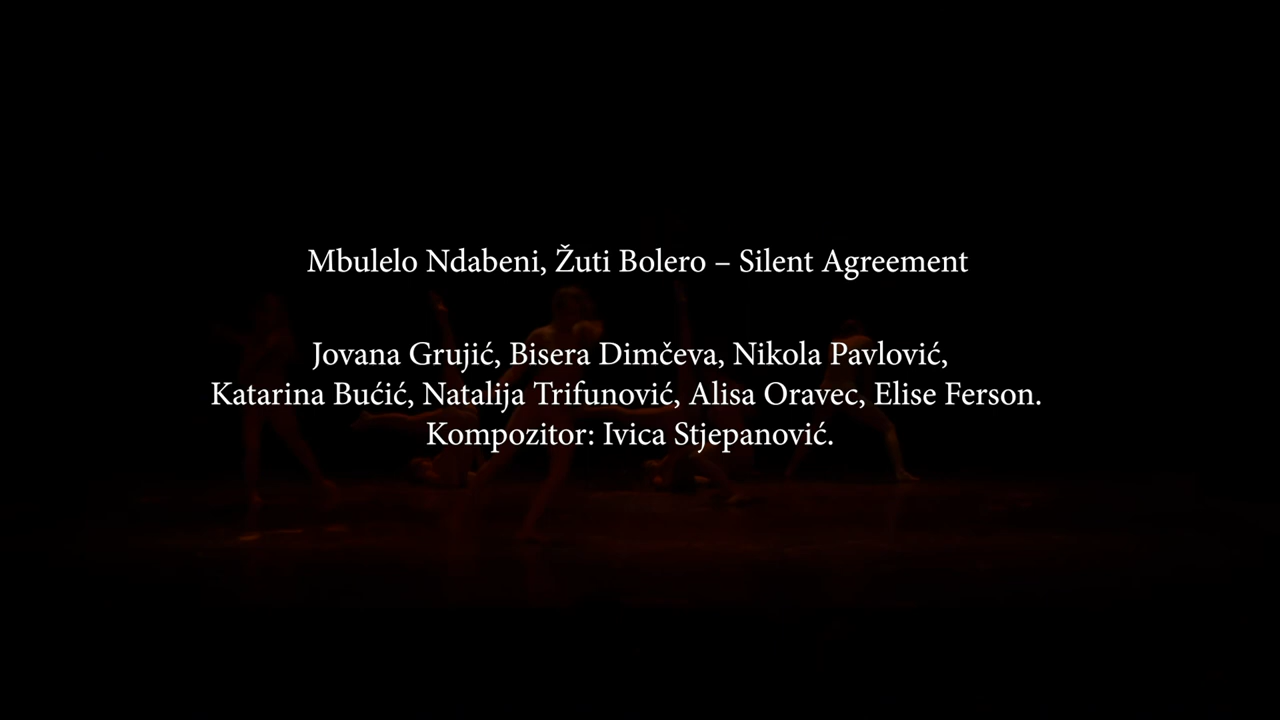 Mbulelo Ndabeni, Žuti Bolero – Silent Agreement
Jovana Grujić, Bisera Dimčeva, Nikola Pavlović,
Katarina Bućić, Natalija Trifunović, Alisa Oravec, Elise Ferson.
Kompozitor: Ivica Stjepanović.